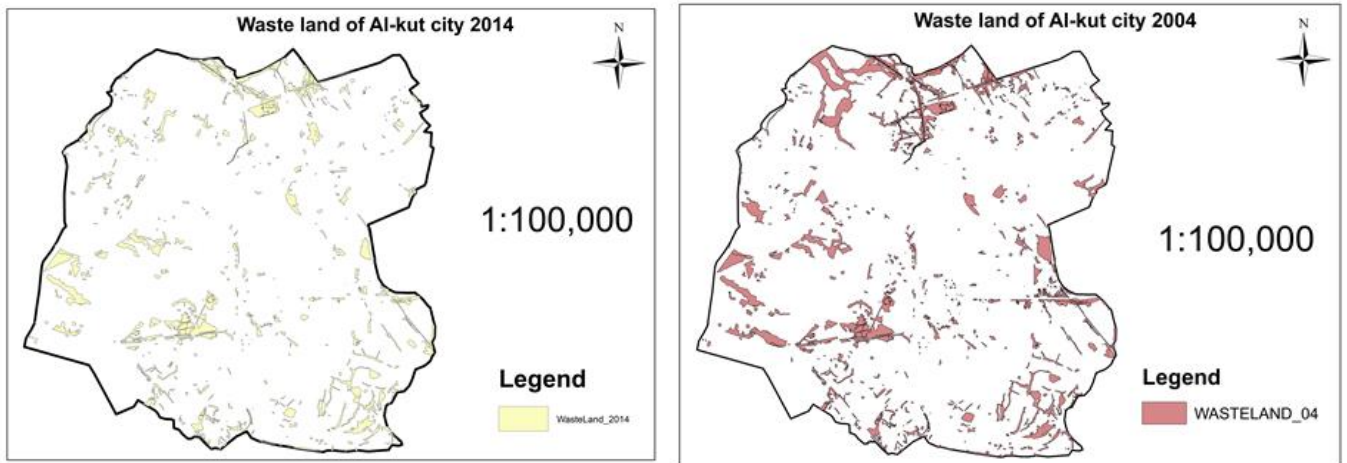 Waste land of Al-kut city 2014
N
1:100,000
Legend
WasteLand_2014
Waste land of Al-kut city 2004
N
1:100,000
Legend
WASTELAND_04